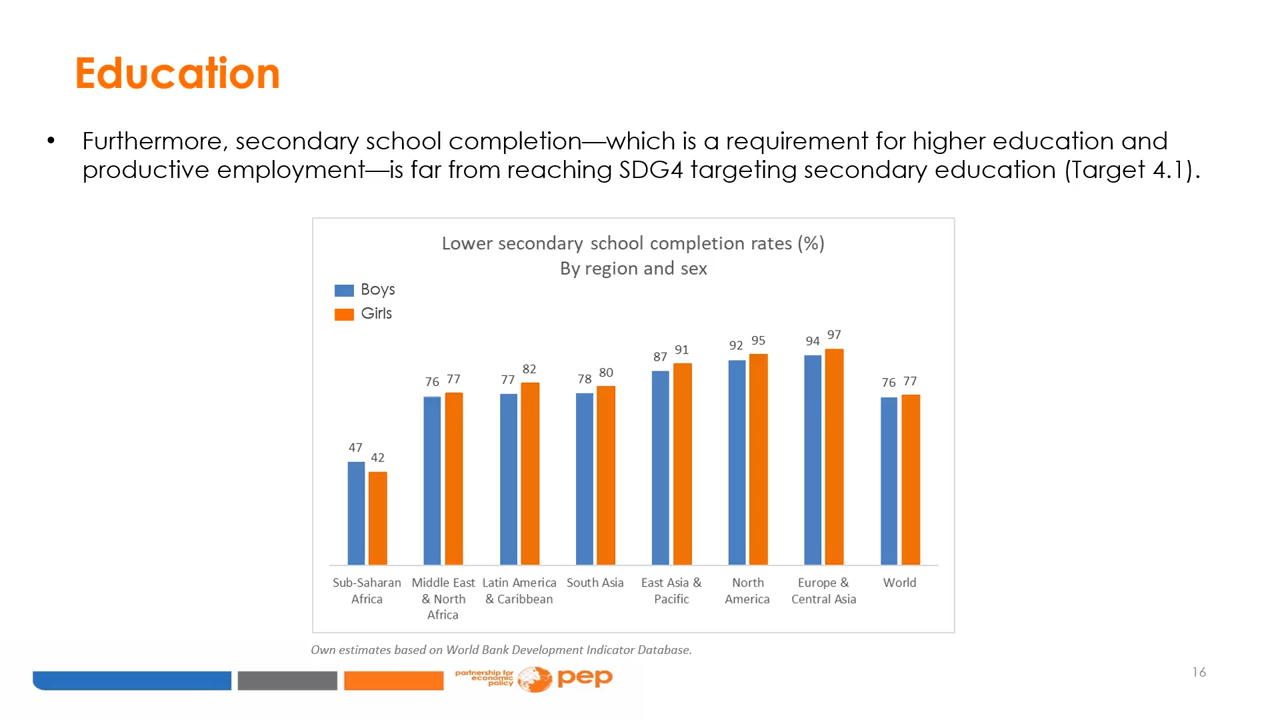 Education
• Furthermore, secondary school completion—which is a requirement for higher education and
productive employment—is far from reaching SDG4 targeting secondary education (Target 4.1).
Lower secondary school completion rates (%)
By region and sex
Boys
Girls
47 42
76 77
77 82
78 80
87 91
92 95
94 97
76 77
Sub-Saharan
Africa
Middle East
& North
Africa
Latin America
& Caribbean
South Asia
East Asia &
Pacific
North
America
Europe &
Central Asia
World
Own estimates based on World Bank Development Indicator Database.
partnership for
economic
policy
pep
16